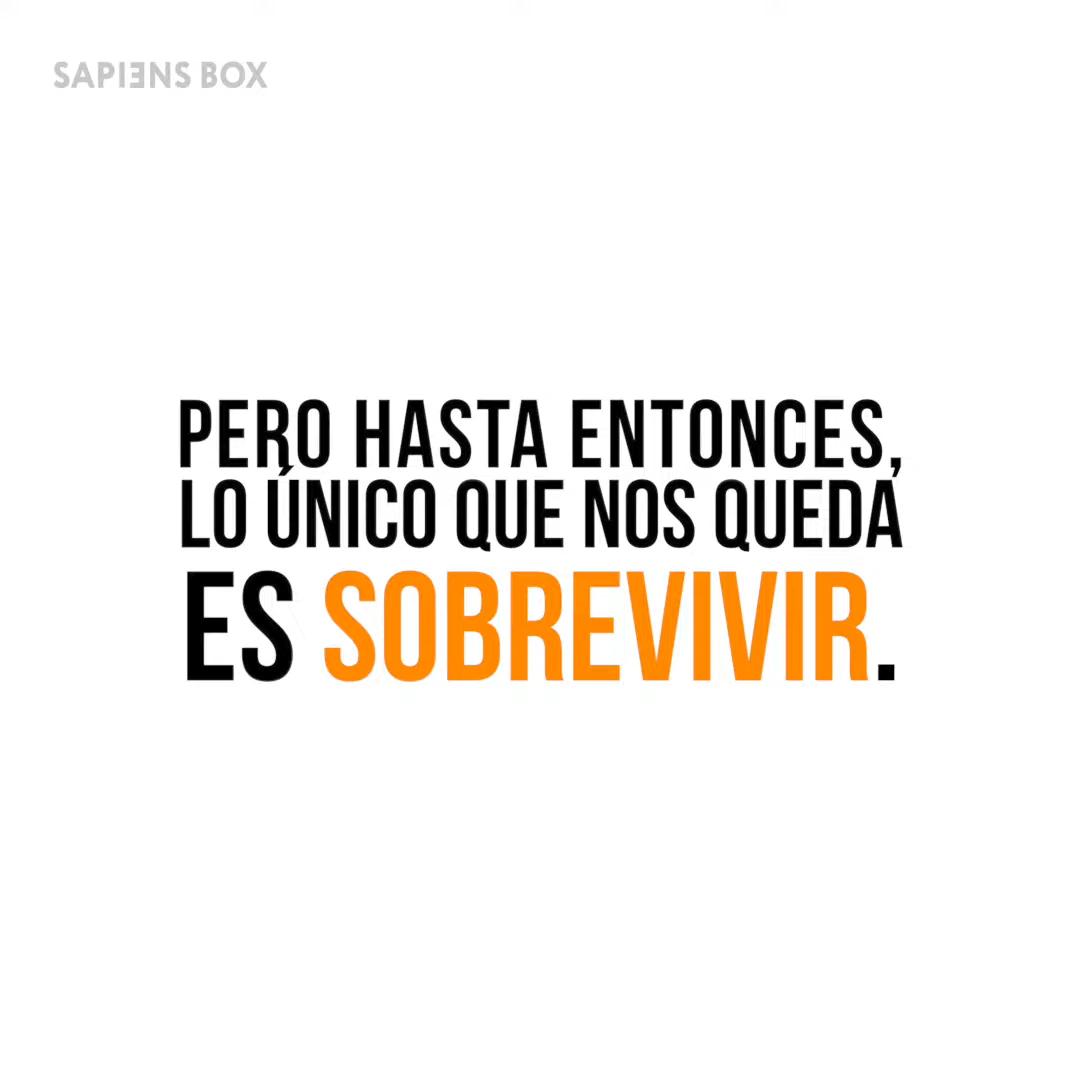 SAPIENS BOX
PERO HASTA ENTONCES,
LO ÚNICO QUE NOS QUEDA
ES SOBREVIVIR.